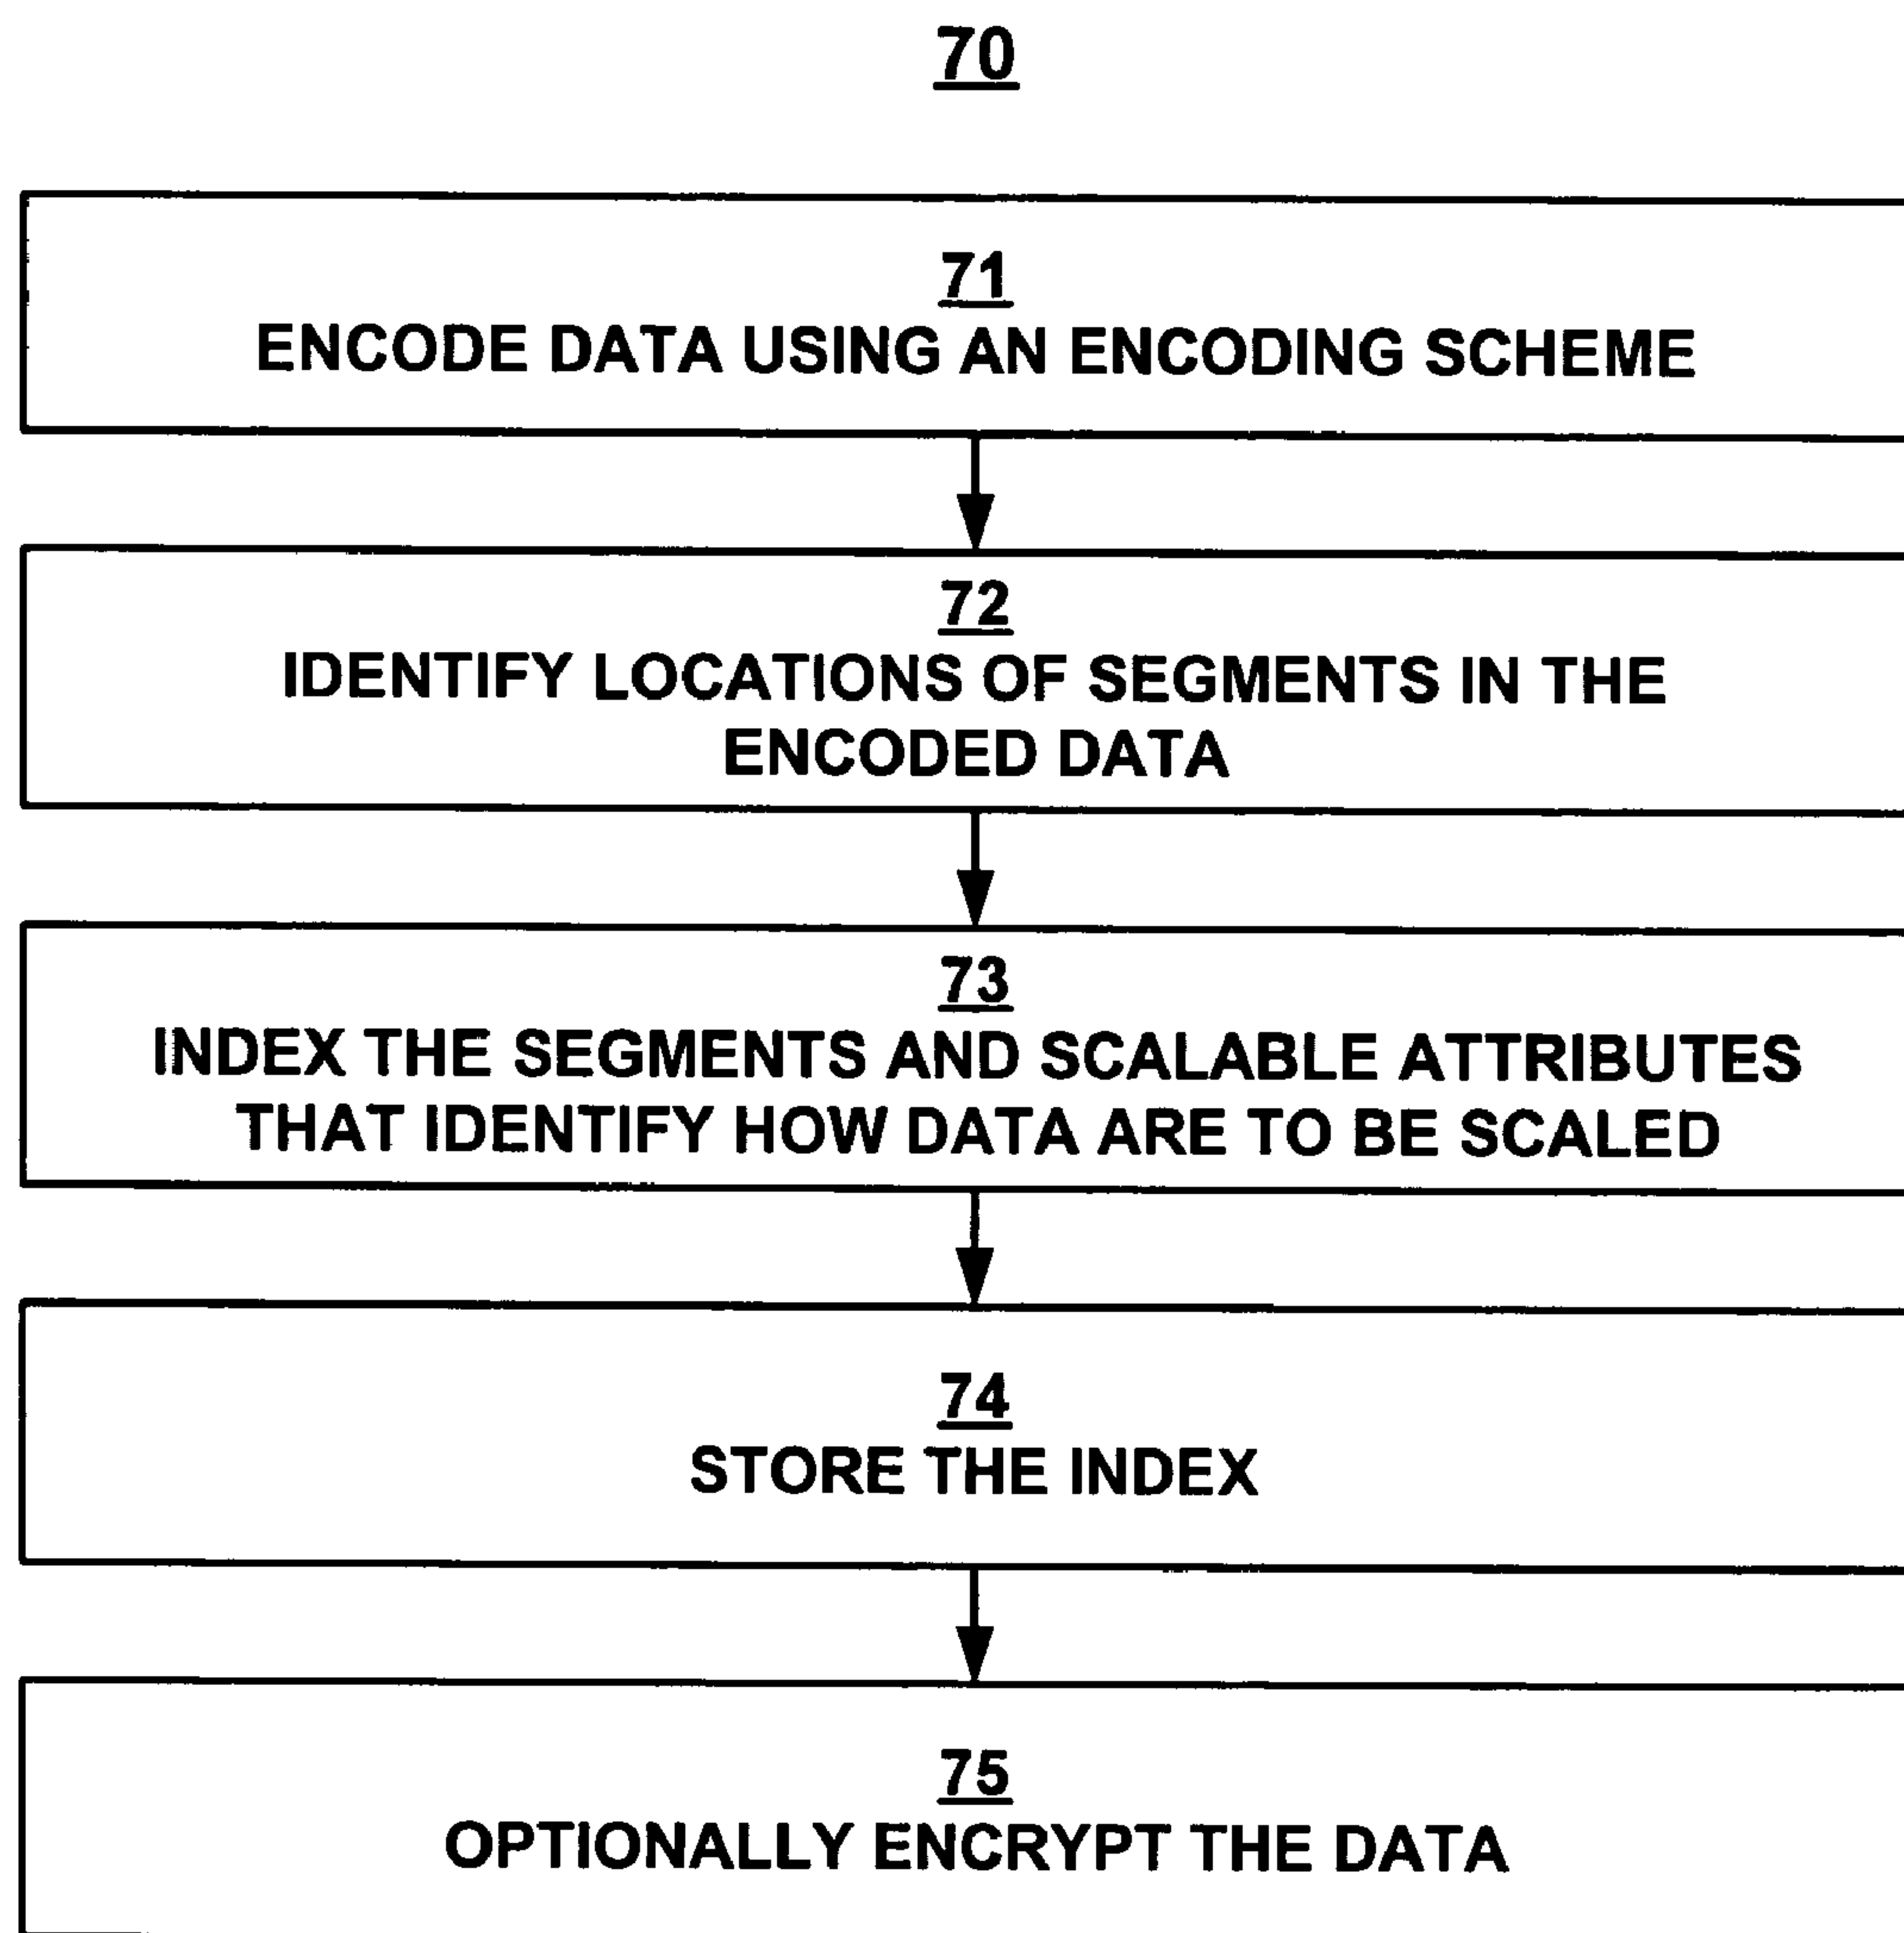 70
71
ENCODE DATA USING AN ENCODING SCHEME
72
IDENTIFY LOCATIONS OF SEGMENTS IN THE
ENCODED DATA
73
INDEX THE SEGMENTS AND SCALABLE ATTRIBUTES
THAT IDENTIFY HOW DATA ARE TO BE SCALED
74
STORE THE INDEX
75
OPTIONALLY ENCRYPT THE DATA